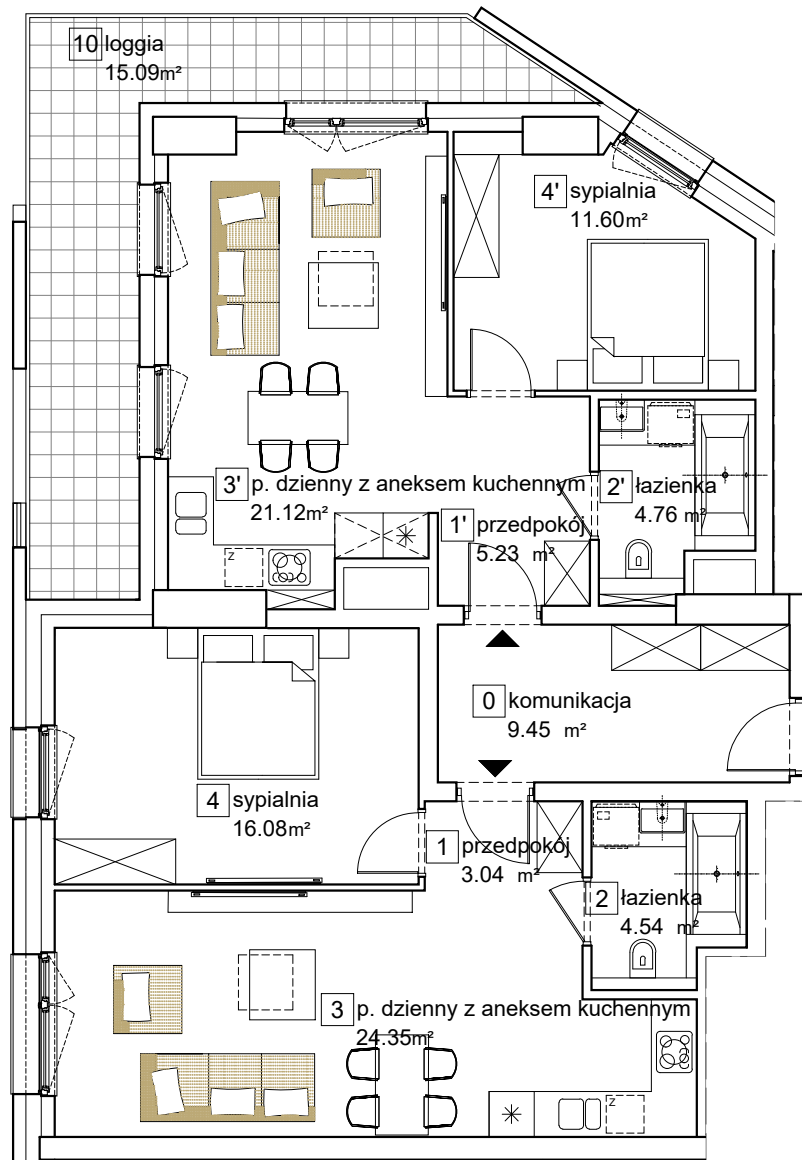 10 loggia
15.09m²
4' sypialnia
11.60m²
3' p. dzienny z aneksem kuchennym
21.12m²
2' łazienka
4.76 m²
1' przedpokój
5.23 m²
z
0 komunikacja
9.45 m²
4 sypialnia
16.08m²
1 przedpokój
3.04 m²
2 łazienka
4.54 m²
3 p. dzienny z aneksem kuchennym
24.35m²
z